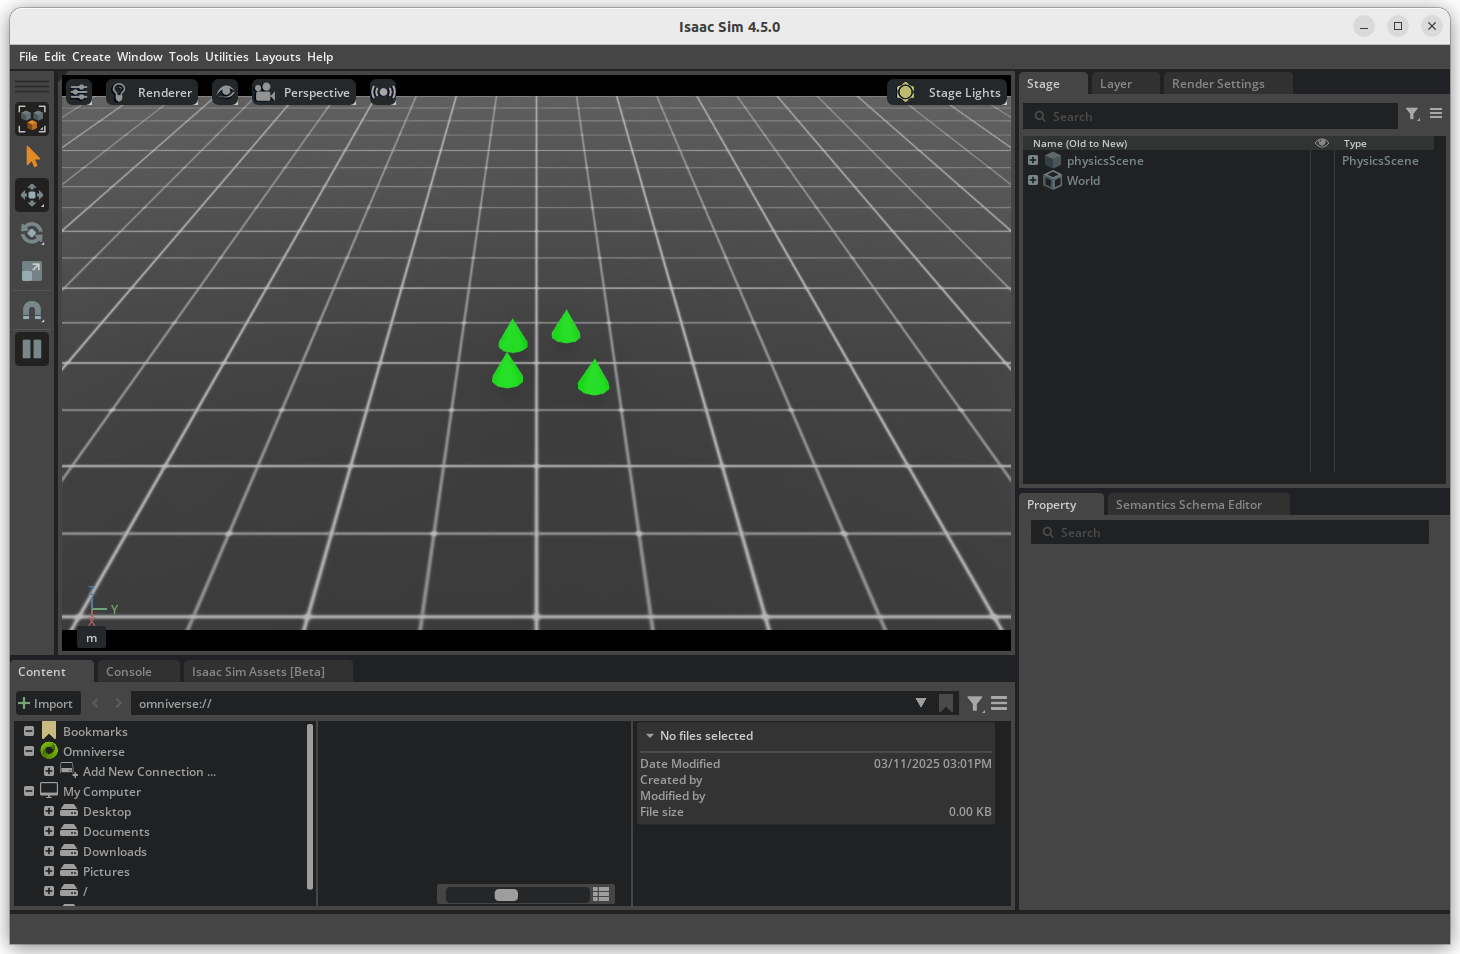 Isaac Sim 4.5.0
File Edit Create Window Tools Utilities Layouts Help
Renderer
Perspective
Stage Lights
Z
Y
X
m
Stage
Layer
Render Settings
Search
Name (Old to New)
Type
physicsScene
PhysicsScene
World
Property
Semantics Schema Editor
Search
Content
Console
Isaac Sim Assets [Beta]
Import
omniverse://
Bookmarks
Omniverse
Add New Connection ...
My Computer
Desktop
Documents
Downloads
Pictures
/
No files selected
Date Modified 03/11/2025 03:01PM
Created by
Modified by
File size 0.00 KB